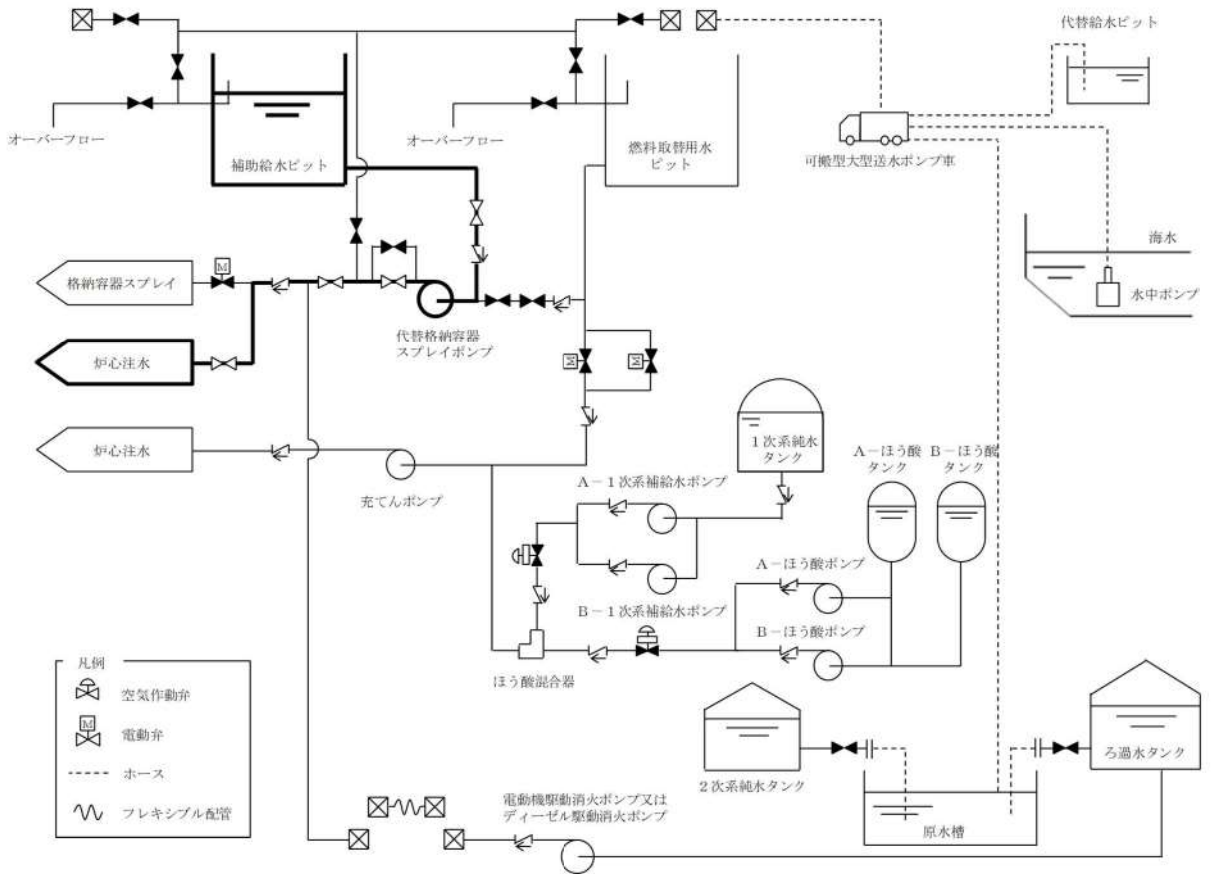 代替給水ピット
オーバーフロー
オーバーフロー
補助給水ピット
燃料取替用水
ピット
可搬型大型送水ポンプ車
海水
水中ポンプ
格納容器スプレイ
M
代替格納容器
スプレイポンプ
炉心注水
M
M
炉心注水
充てんポンプ
1次系純水
タンク
A-ほう酸
タンク
B-ほう酸
タンク
A-1次系補給水ポンプ
B-1次系補給水ポンプ
A-ほう酸ポンプ
B-ほう酸ポンプ
ほう酸混合器
凡例
空気作動弁
M
電動弁
ホース
フレキシブル配管
2次系純水タンク
ろ過水タンク
原水槽
電動機駆動消火ポンプ又は
ディーゼル駆動消火ポンプ